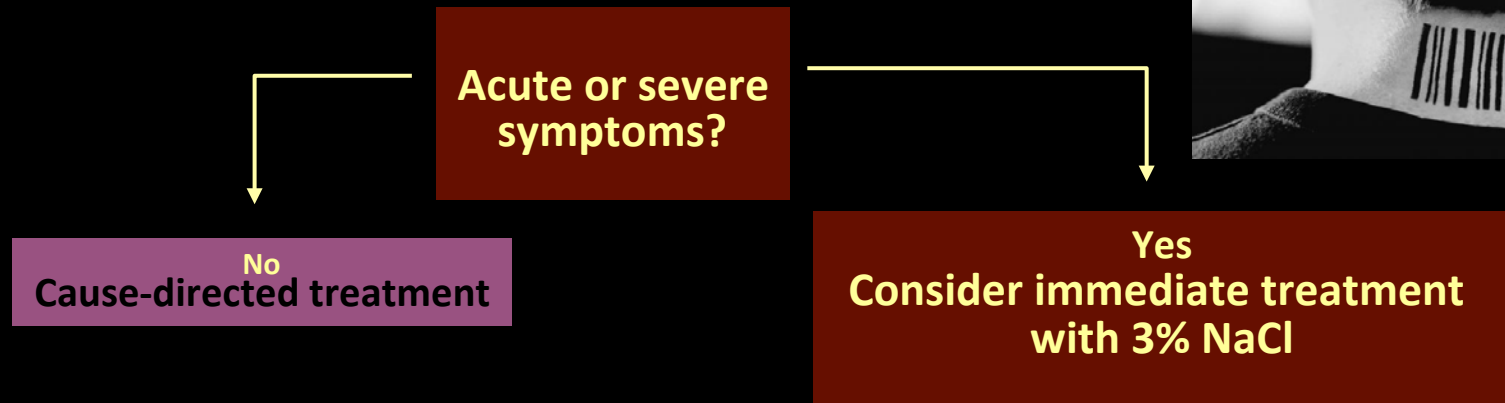 Acute or severe
symptoms?
No
Cause-directed treatment
Yes
Consider immediate treatment
with 3% NaCl